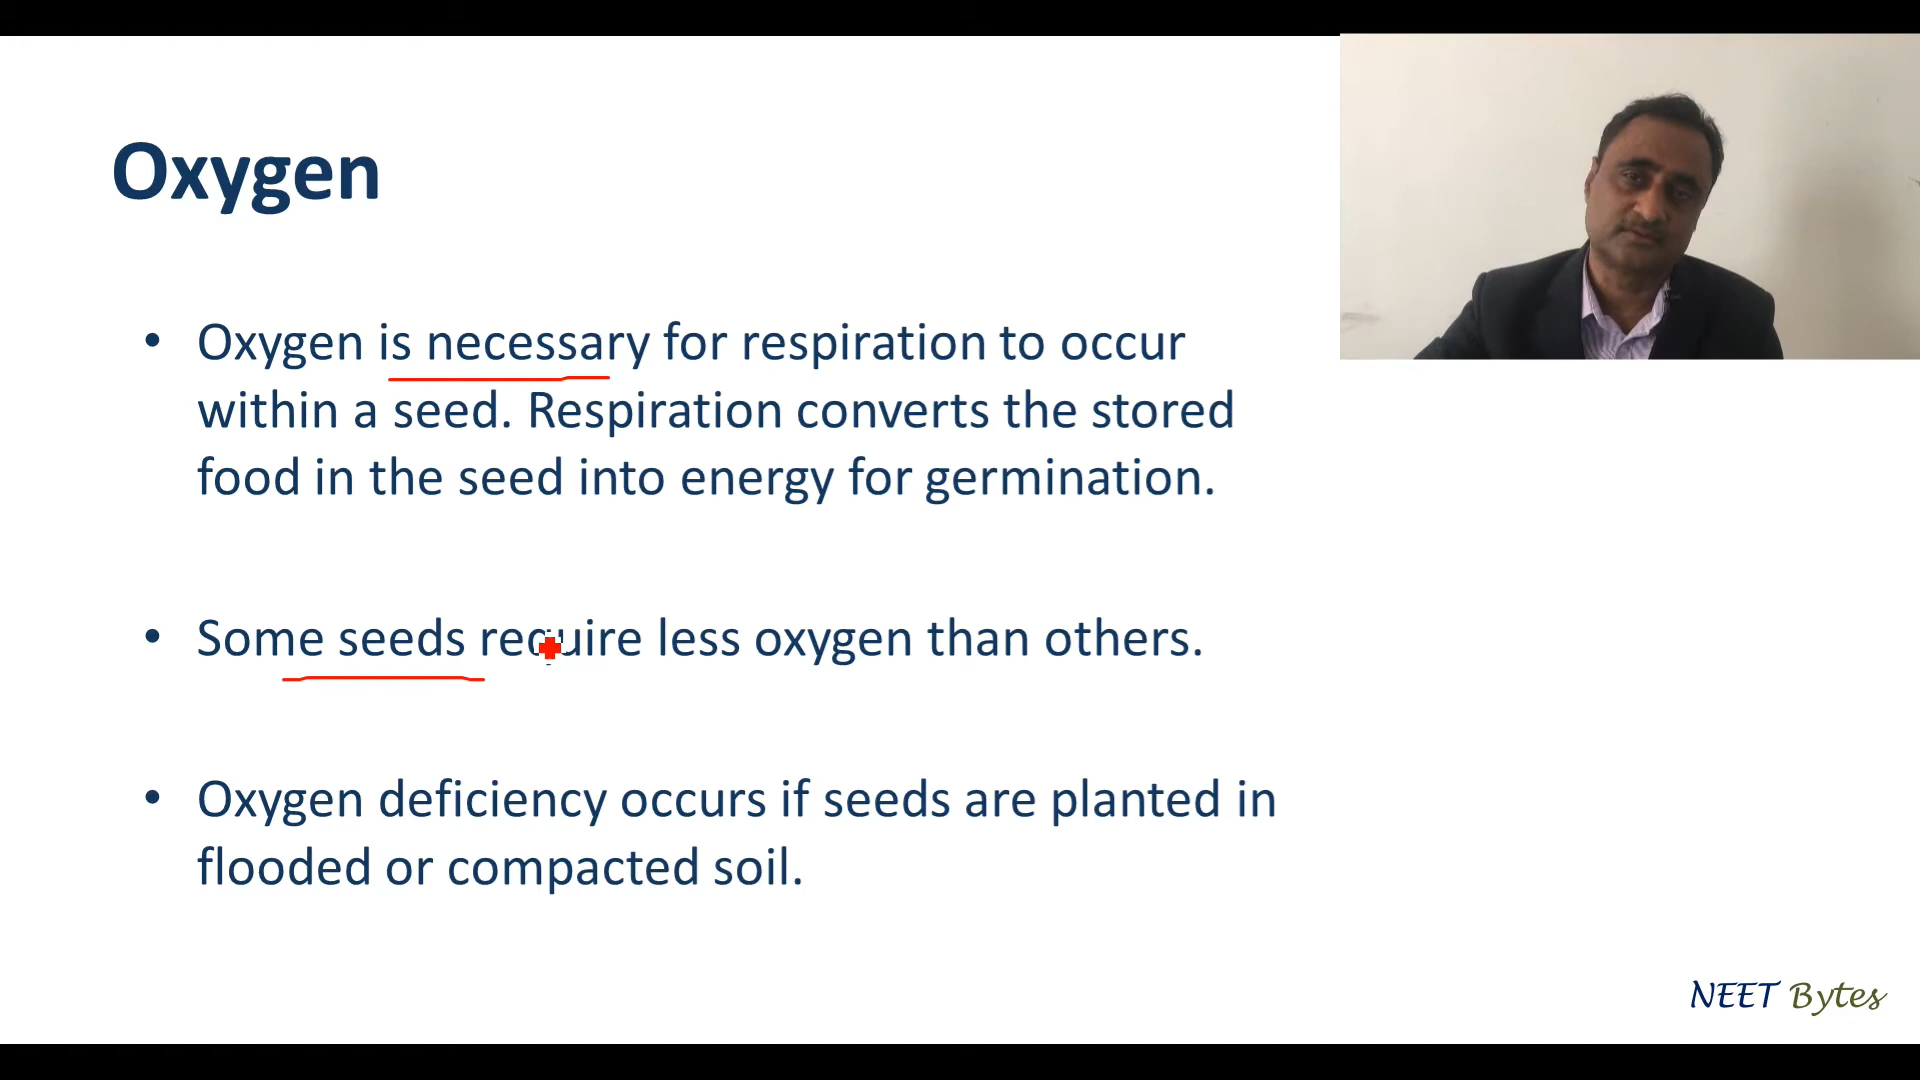 Oxygen
• Oxygen is necessary for respiration to occur
within a seed. Respiration converts the stored
food in the seed into energy for germination.
• Some seeds require less oxygen than others.
• Oxygen deficiency occurs if seeds are planted in
flooded or compacted soil.
NEET Bytes